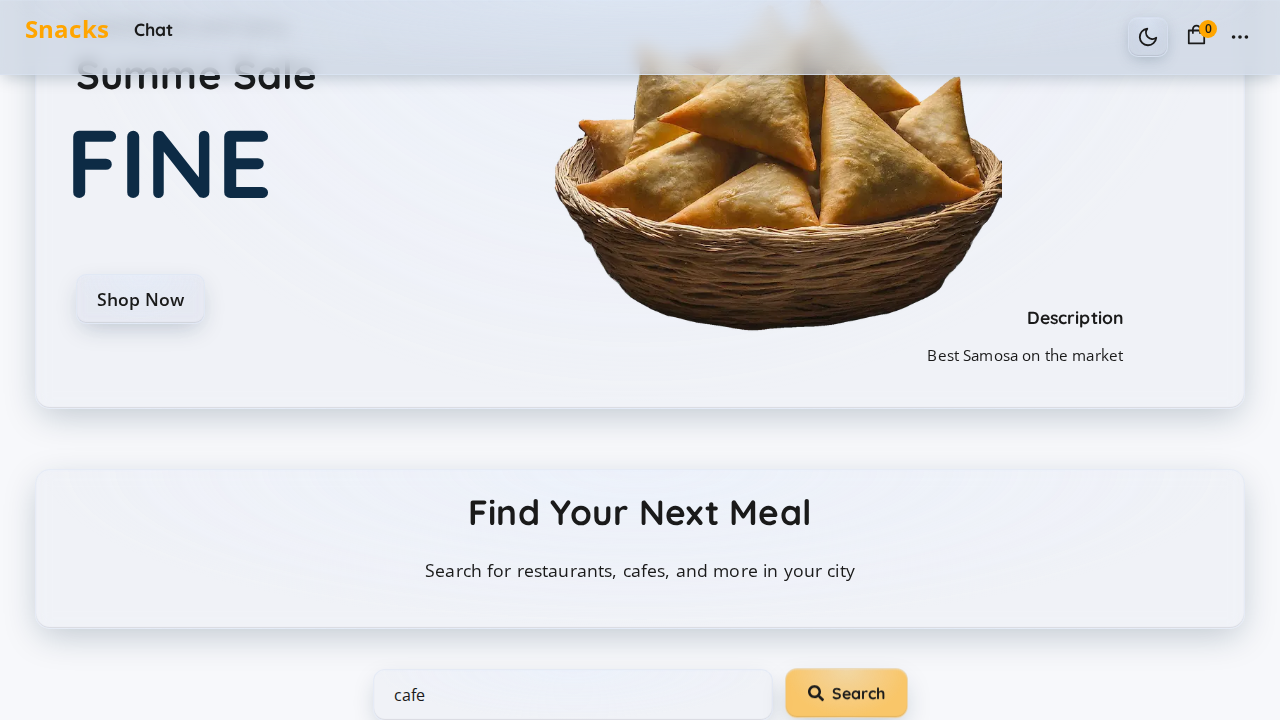 Snacks
Chat
0
Summe Sale
FINE
Shop Now
Description
Best Samosa on the market
Find Your Next Meal
Search for restaurants, cafes, and more in your city
cafe
Search